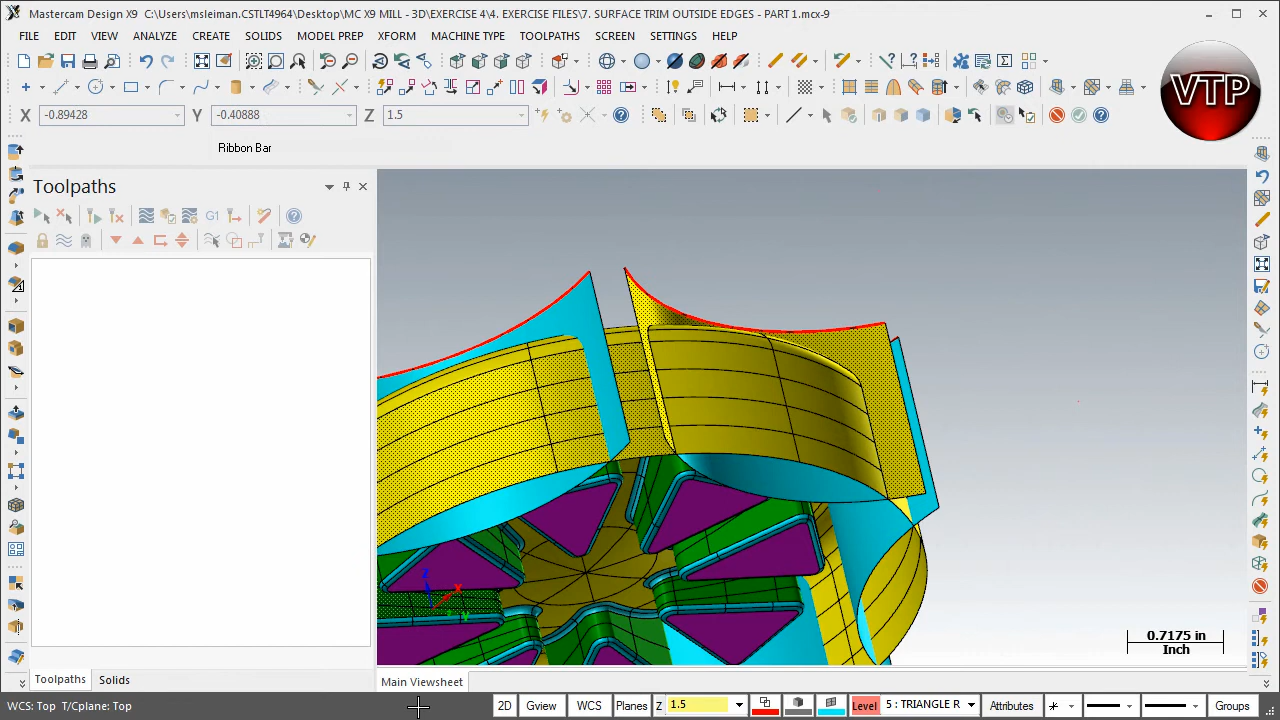 Mastercam Design X9 C:\Users\msleiman.CSTLT4964\Desktop\MC X9 MILL - 3D\EXERCISE 4\4. EXERCISE FILES\7. SURFACE TRIM OUTSIDE EDGES - PART 1.mcx-9
FILE EDIT VIEW ANALYZE CREATE SOLIDS MODEL PREP XFORM MACHINE TYPE TOOLPATHS SCREEN SETTINGS HELP
VTP
X -0.89428 Y -0.40888 Z 1.5
Ribbon Bar
Toolpaths
G1
Z X Y
0.7175 in
Inch
Toolpaths Solids
Main Viewsheet
WCS: Top T/Cplane: Top 2D Gview WCS Planes Z 1.5 Level 5 : TRIANGLE R Attributes Groups